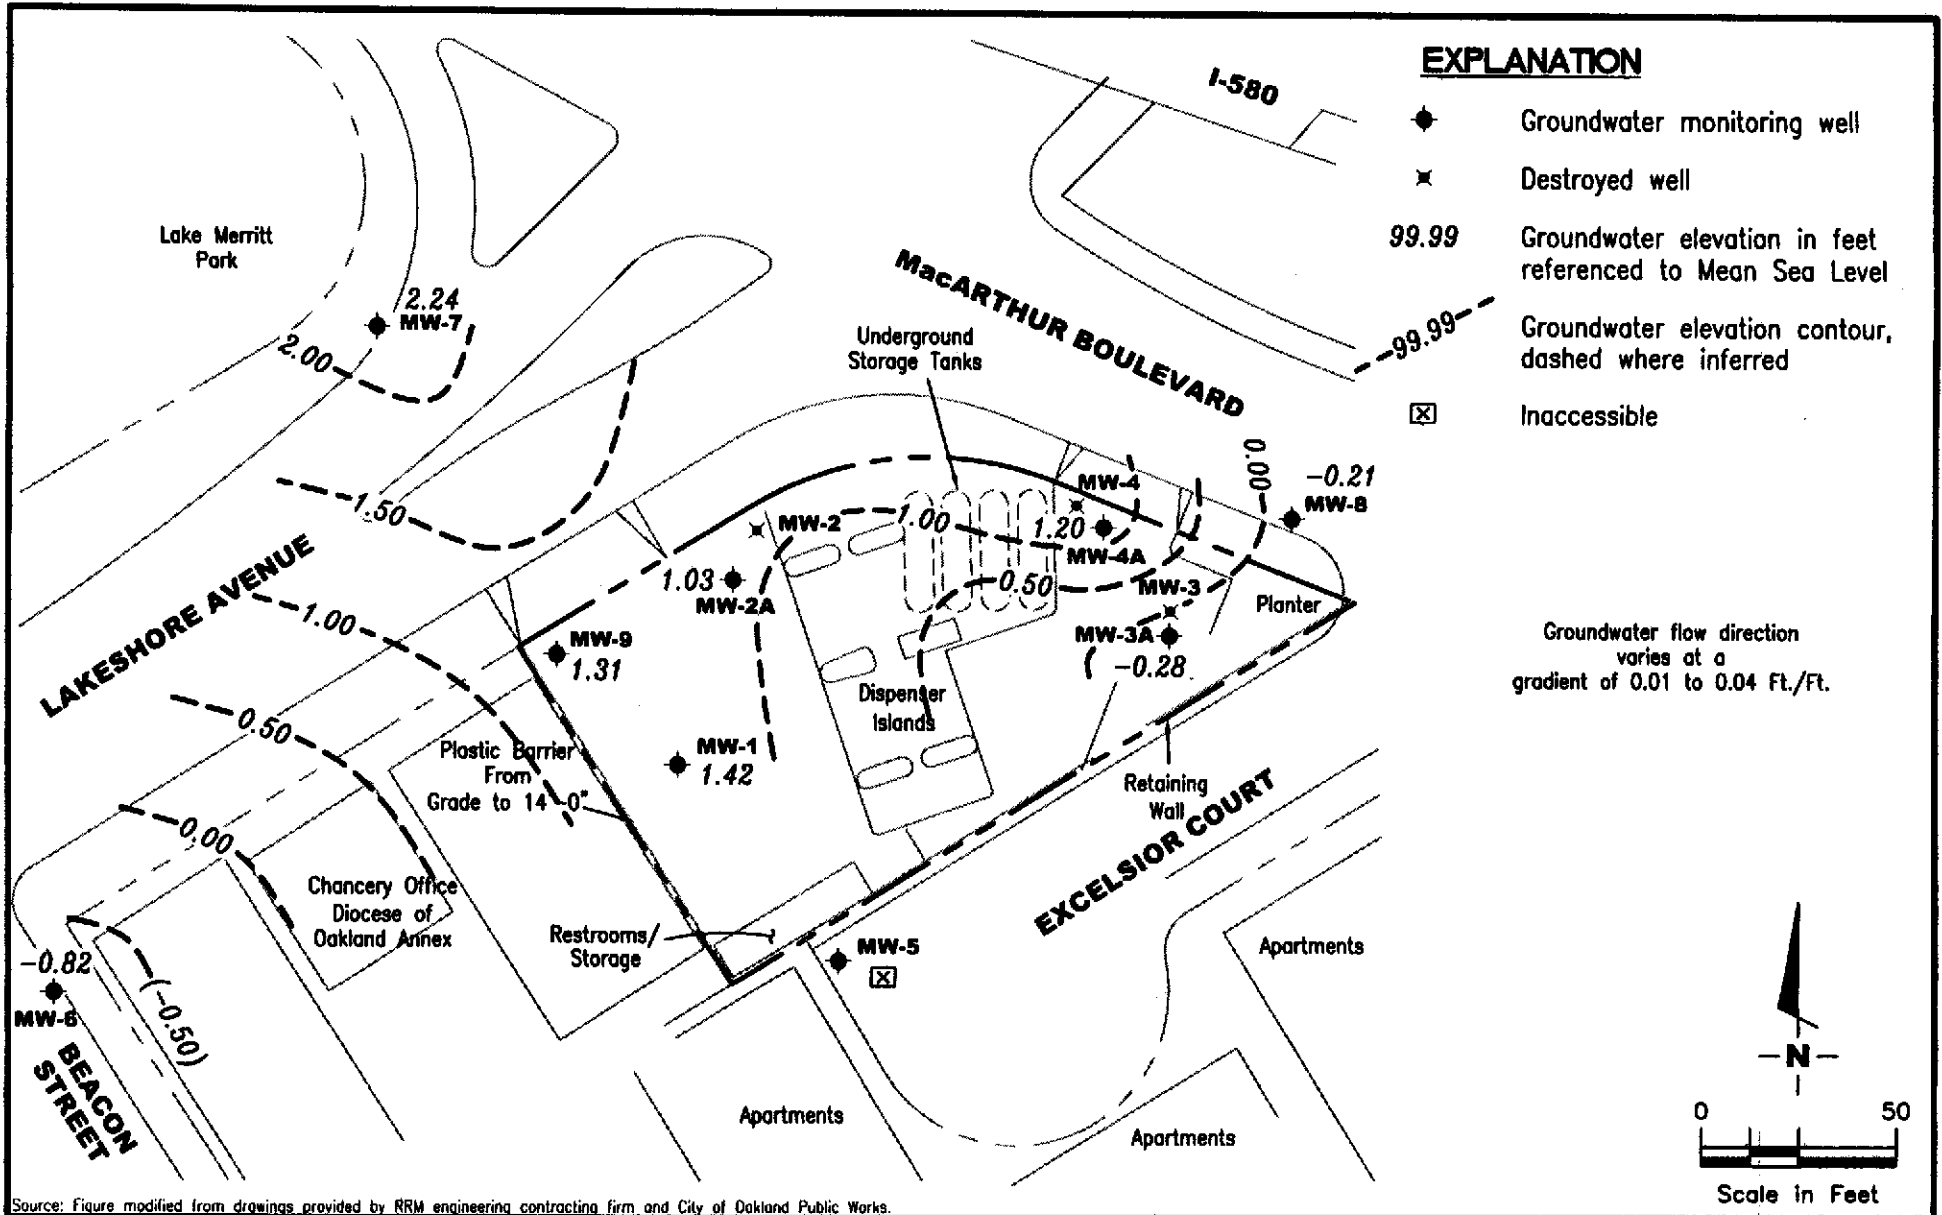 EXPLANATION
Groundwater monitoring well
Destroyed well
99.99
Groundwater elevation in feet
referenced to Mean Sea Level
99.99
Groundwater elevation contour,
dashed where inferred
Inaccessible
I-580
Lake Merritt
Park
2.24
MW-7
2.00
MacARTHUR BOULEVARD
Underground
Storage Tanks
1.50
LAKESHORE AVENUE
MW-2
1.00
MW-4
1.20
MW-4A
0.00
-0.21
MW-8
1.03
MW-2A
0.50
MW-3
Planter
1.00
MW-9
1.31
MW-3A
-0.28
Groundwater flow direction
varies at a
gradient of 0.01 to 0.04 Ft./Ft.
0.50
Dispenser
Islands
Plastic Barrier
From
Grade to 14'-0"
MW-1
1.42
Retaining
Wall
EXCELSIOR COURT
0.00
Chancery Office
Diocese of
Oakland Annex
Restrooms/
Storage
MW-5
Apartments
-0.82
MW-6
(-0.50)
BEACON
STREET
Apartments
Apartments
N
0 50
Scale in Feet
Source: Figure modified from drawings provided by RRM engineering contracting firm and City of Oakland Public Works.